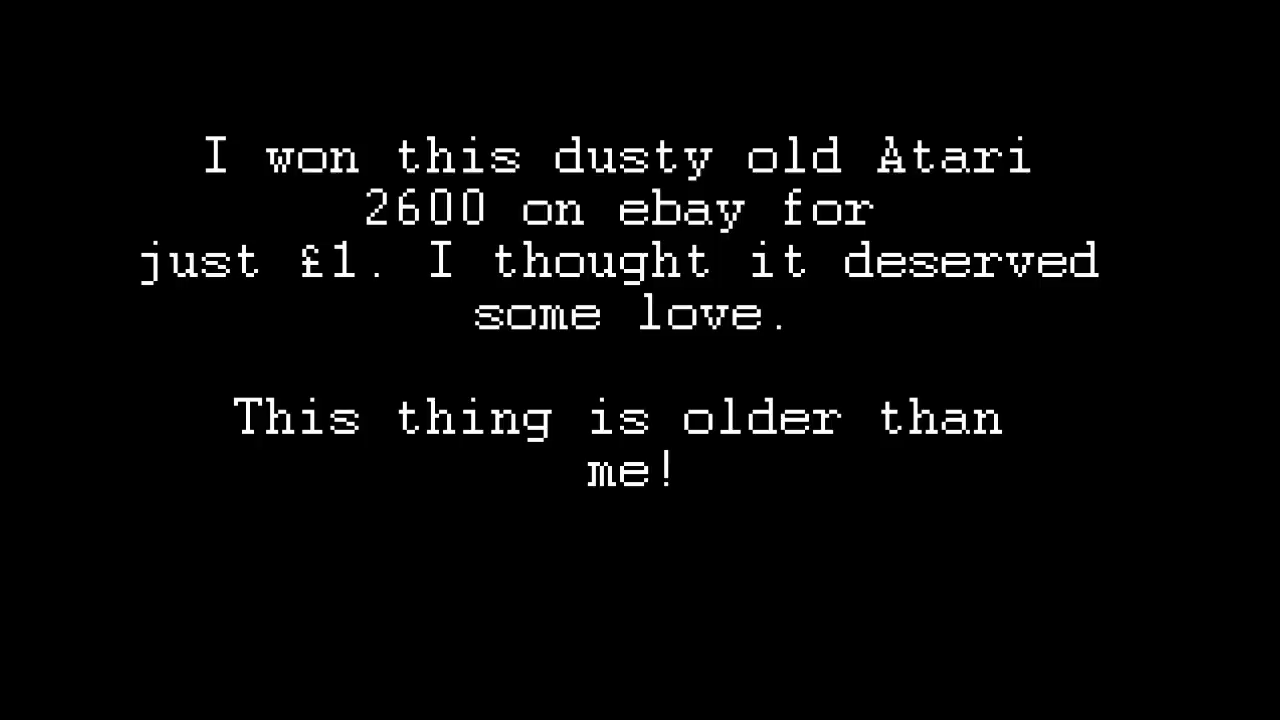 I won this dusty old Atari
2600 on ebay for
just £1. I thought it deserved
some love.
This thing is older than
me!